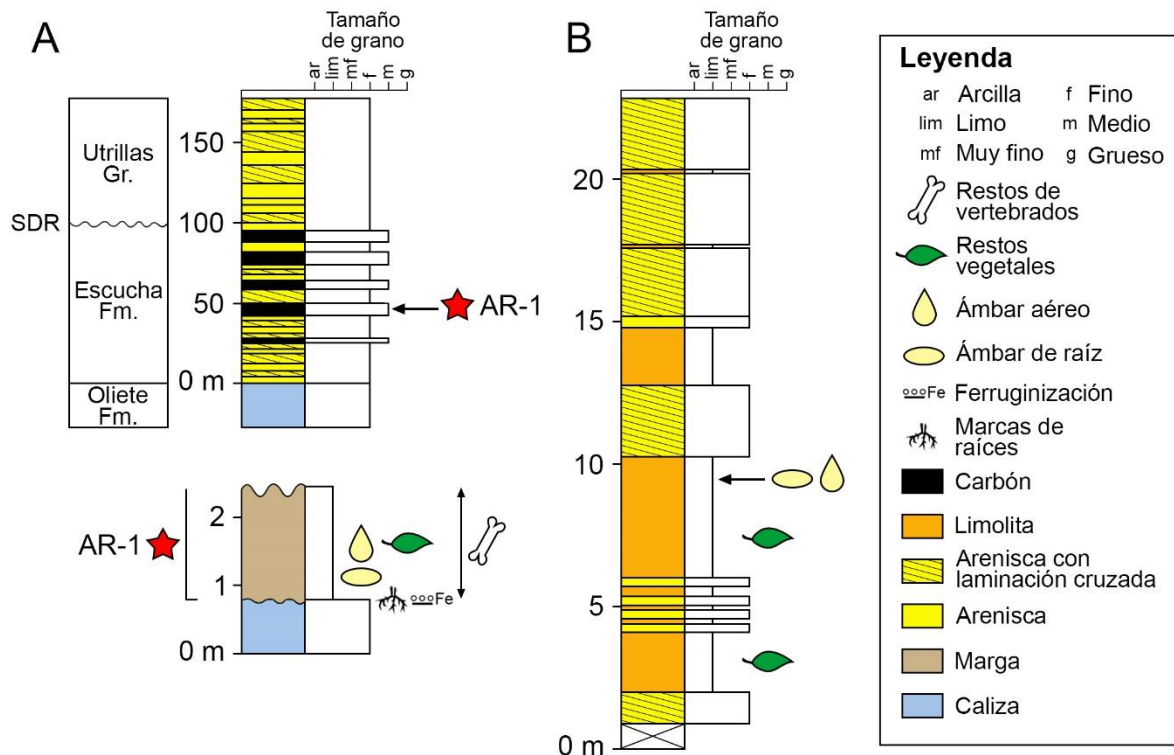 A
Tamaño
de grano
ar
lim
mf
f
m
g
Utrillas
Gr.
SDR
Escucha
Fm.
Oliete
Fm.
150
100
50
0 m
AR-1
2
1
0 m
AR-1
Fe
B
Tamaño
de grano
ar
lim
mf
f
m
g
20
15
10
5
0 m
Leyenda
ar Arcilla f Fino
lim Limo m Medio
mf Muy fino g Grueso
Restos de
vertebrados
Restos
vegetales
Ámbar aéreo
Ámbar de raíz
Fe Ferruginización
Marcas de
raíces
Carbón
Limolita
Arenisca con
laminación cruzada
Arenisca
Marga
Caliza